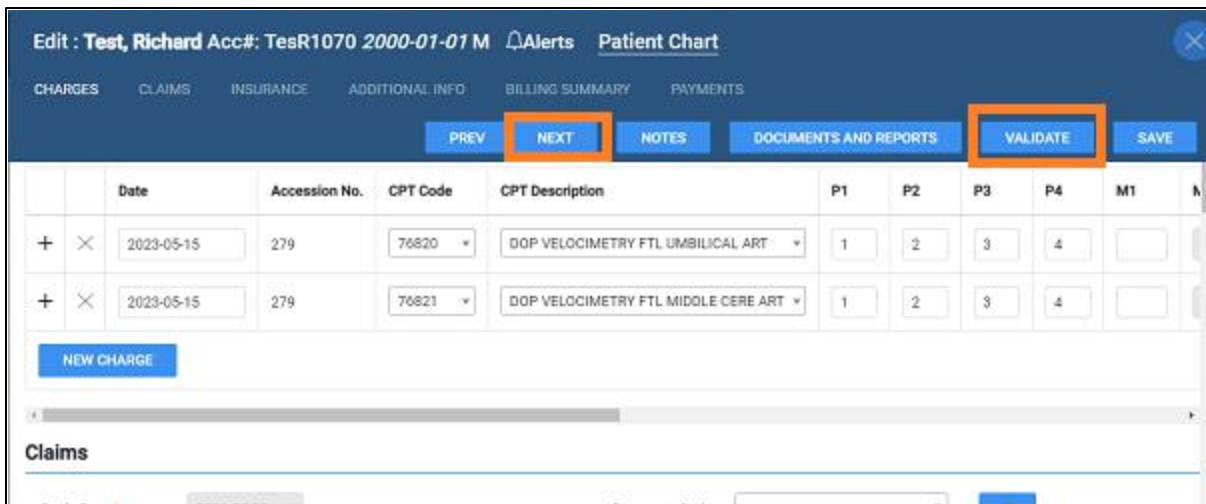 Edit : Test, Richard Acc#: TesR1070 2000-01-01 M Alerts Patient Chart
CHARGES CLAIMS INSURANCE ADDITIONAL INFO BILLING SUMMARY PAYMENTS
PREV NEXT NOTES DOCUMENTS AND REPORTS VALIDATE SAVE
Date Accession No. CPT Code CPT Description P1 P2 P3 P4 M1
+ × 2023-05-15 279 76820 DOP VELOCIMETRY FTL UMBILICAL ART 1 2 3 4
+ × 2023-05-15 279 76821 DOP VELOCIMETRY FTL MIDDLE CERE ART 1 2 3 4
NEW CHARGE
Claims